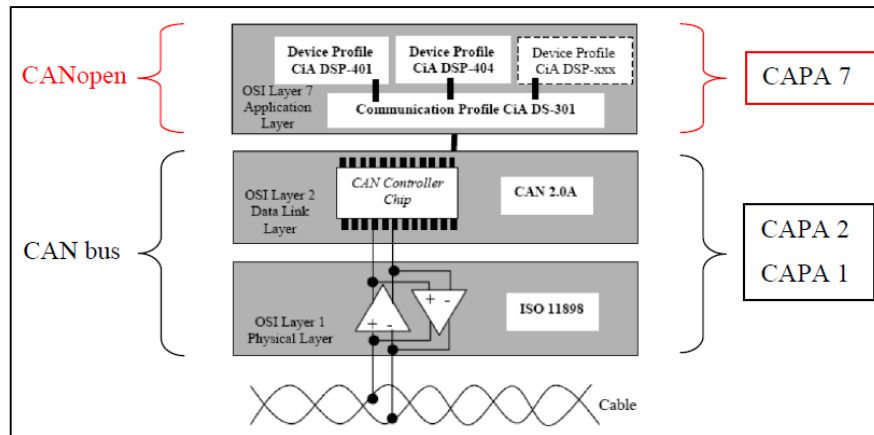 CANopen
Device Profile
CiA DSP-401
Device Profile
CiA DSP-404
Device Profile
CiA DSP-xxx
OSI Layer 7
Application
Layer
Communication Profile CiA DS-301
CAPA 7
CAN bus
OSI Layer 2
Data Link
Layer
CAN Controller
Chip
CAN 2.0A
CAPA 2
CAPA 1
OSI Layer 1
Physical Layer
+ -
+ -
ISO 11898
Cable